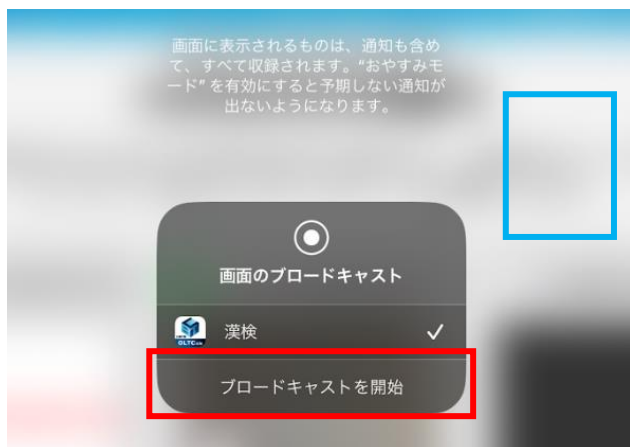 画面に表示されるものは、通知も含め
て、すべて収録されます。“おやすみモ
ード” を有効にすると予期しない通知が
出ないようになります。
画面のブロードキャスト
漢検
ブロードキャストを開始